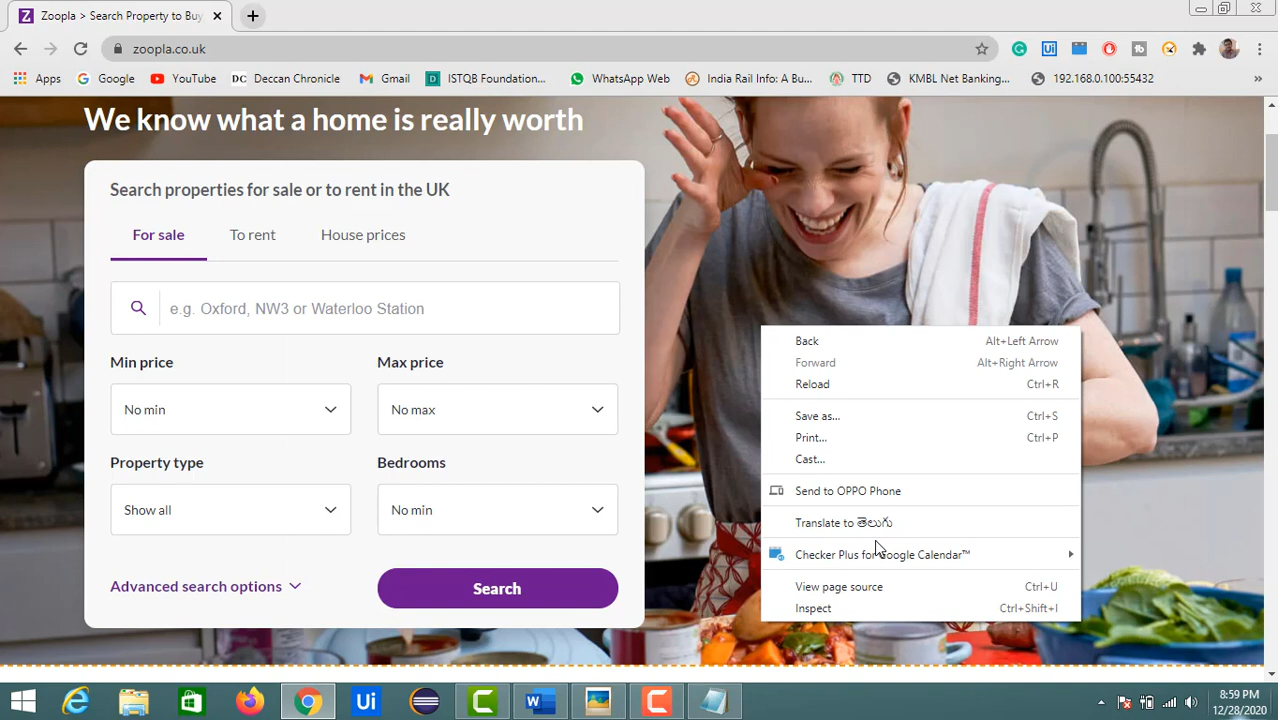 Zoopla > Search Property to Buy
zoopla.co.uk
Apps Google YouTube DC Deccan Chronicle Gmail ISTQB Foundation... WhatsApp Web India Rail Info: A Bu... TTD KMBL Net Banking... 192.168.0.100:55432 »
We know what a home is really worth
Search properties for sale or to rent in the UK
For sale To rent House prices
e.g. Oxford, NW3 or Waterloo Station
Min price Max price
No min No max
Property type Bedrooms
Show all No min
Advanced search options Search
Back Alt+Left Arrow
Forward Alt+Right Arrow
Reload Ctrl+R
Save as... Ctrl+S
Print... Ctrl+P
Cast...
Send to OPPO Phone
Translate to తెలుగు
Checker Plus for Google Calendar™
View page source Ctrl+U
Inspect Ctrl+Shift+I
Ui
8:59 PM
12/28/2020